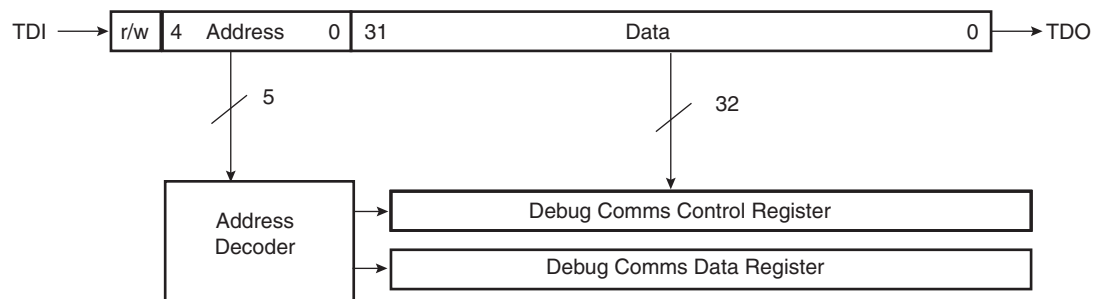 TDI r/w 4 Address 0 31 Data 0 TDO
5 32
Address
Decoder
Debug Comms Control Register
Debug Comms Data Register